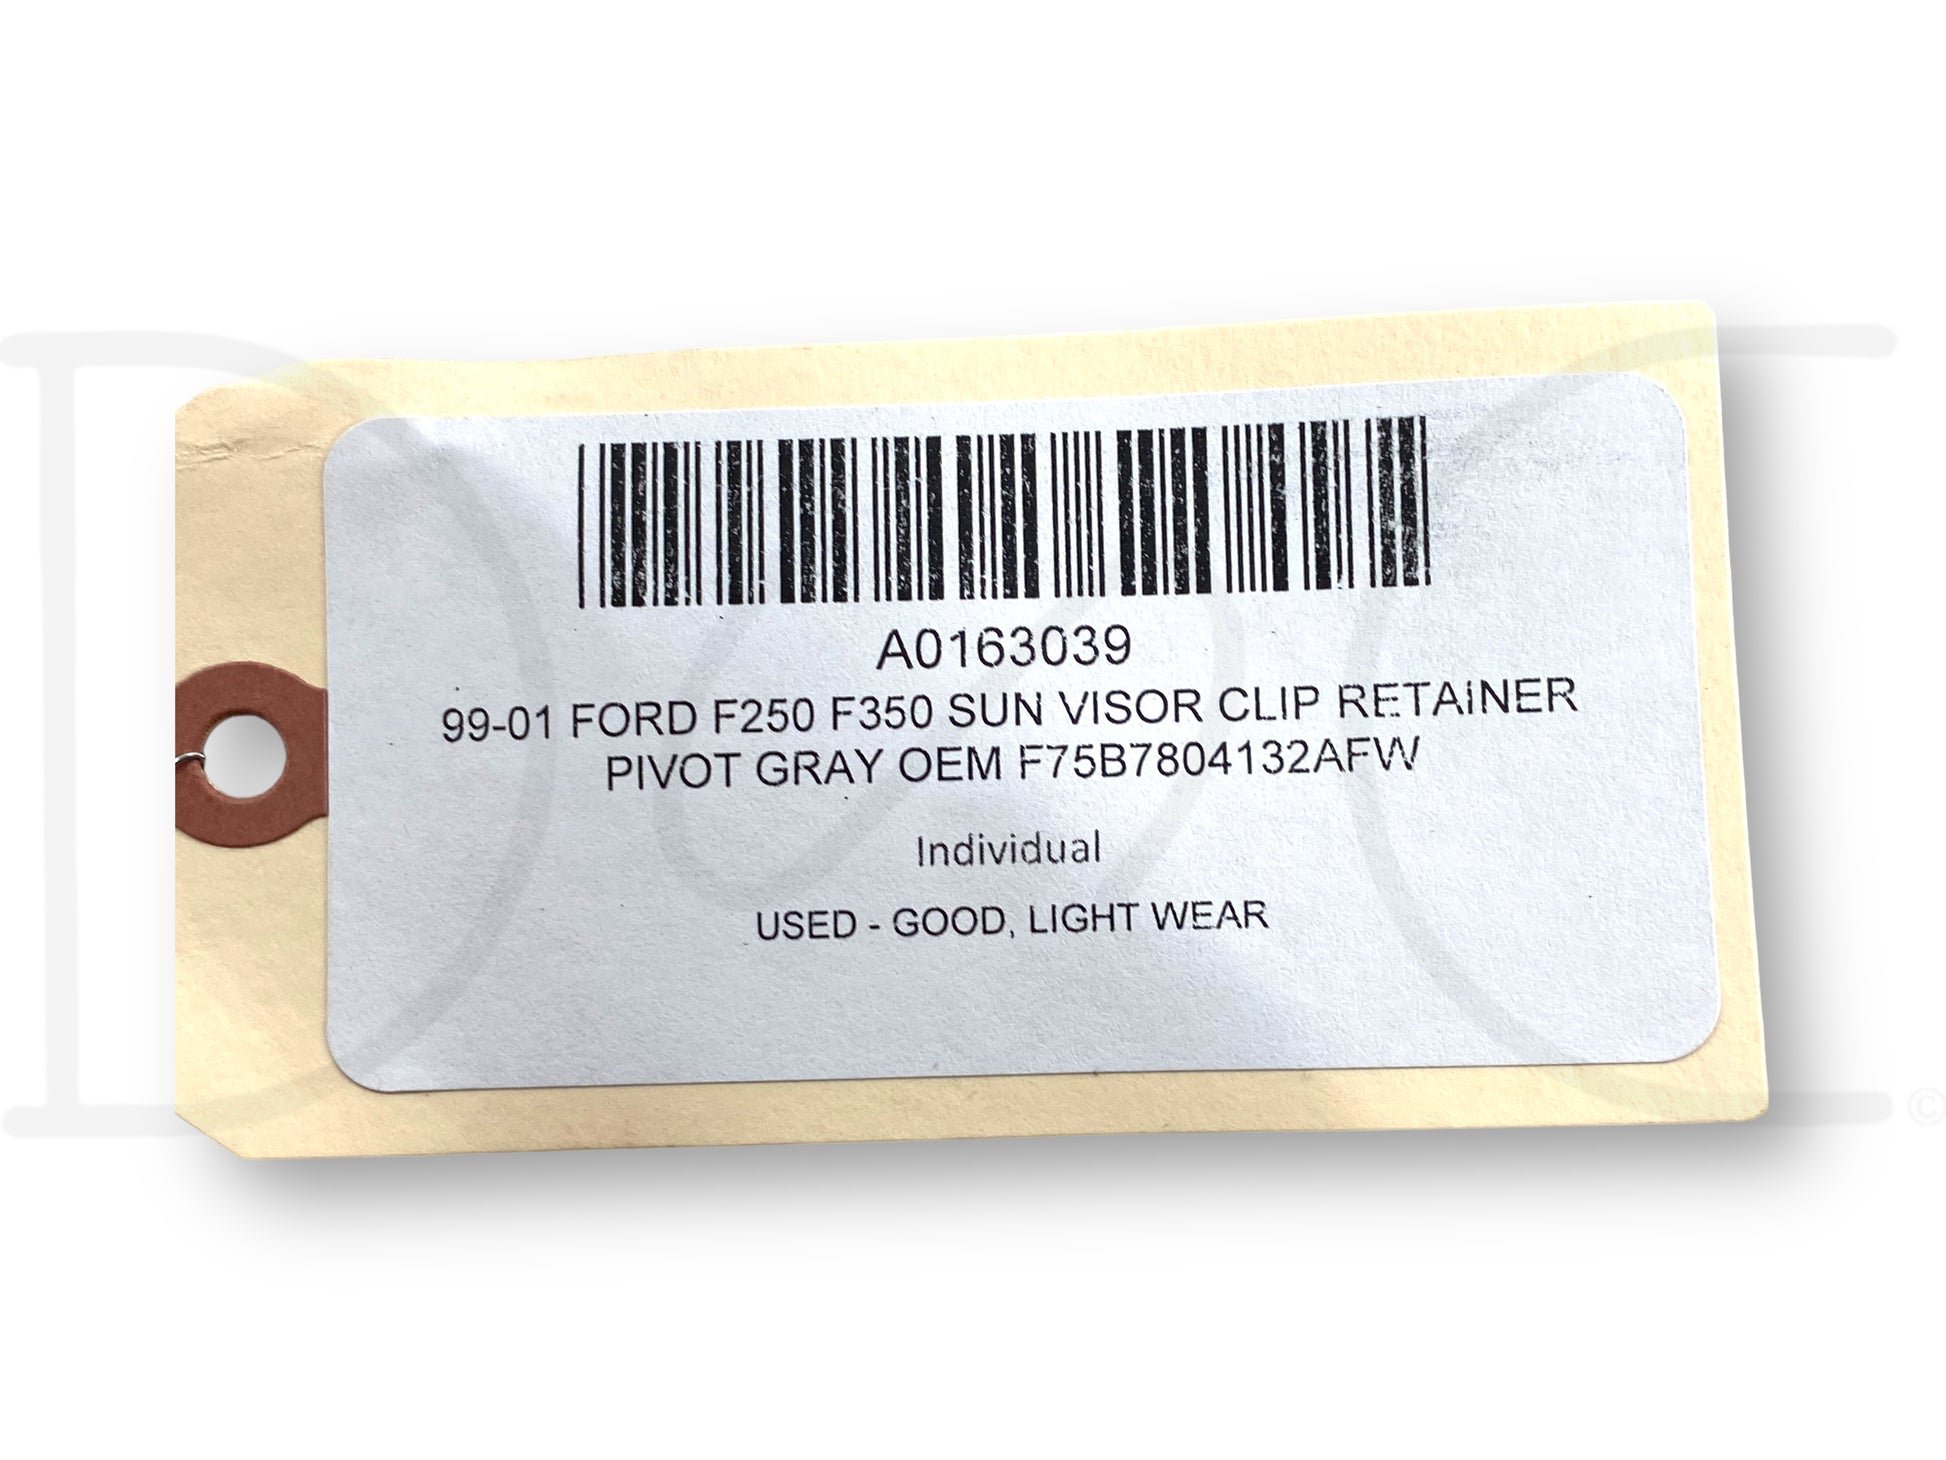 A0163039
99-01 FORD F250 F350 SUN VISOR CLIP RETAINER
PIVOT GRAY OEM F75B7804132AFW
Individual
USED - GOOD, LIGHT WEAR
D C ©